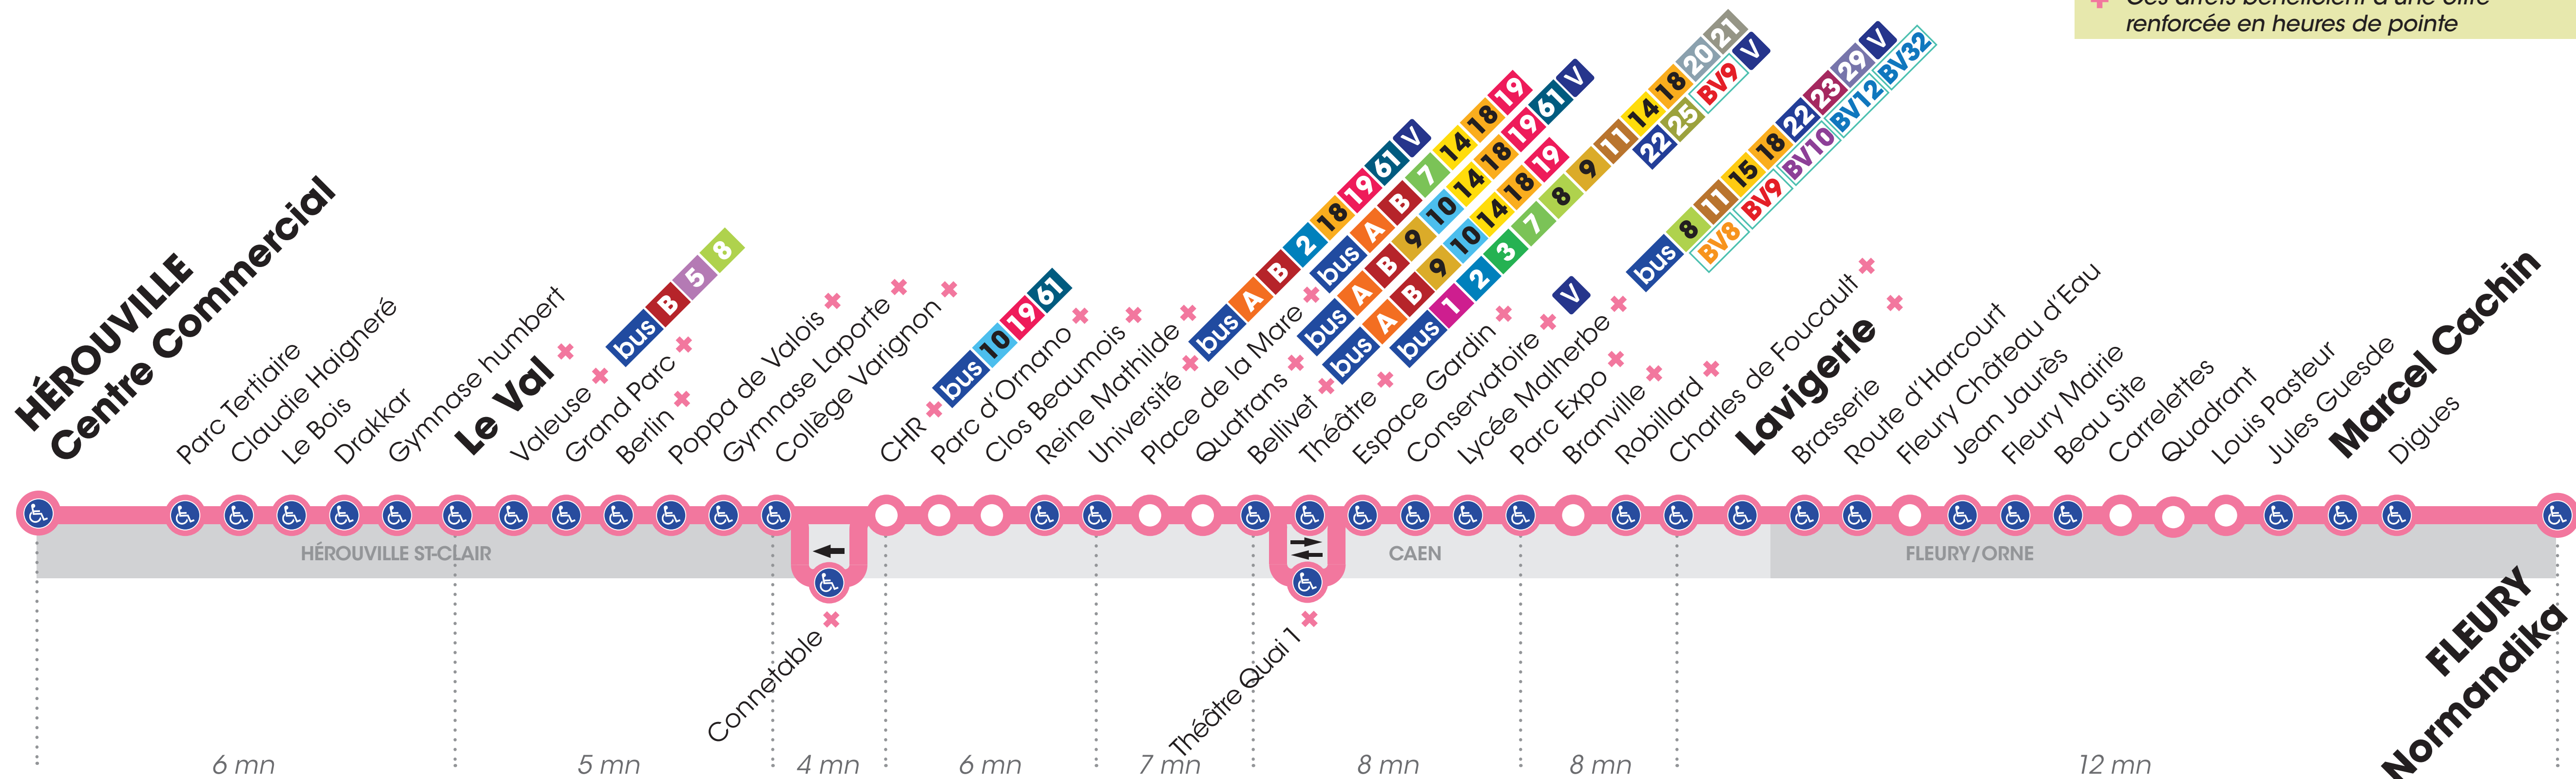 Ces arrêts bénéficient d'une offre
renforcée en heures de pointe
HÉROUVILLE
Centre Commercial
Parc Tertiaire
Claudie Haigneré
Le Bois
Drakkar
Gymnase humbert
Le Val
Valeuse
bus B 5 8
Grand Parc
Berlin
Poppa de Valois
Gymnase Laporte
Collège Varignon
CHR
bus 10 19 61
Parc d'Ornano
Clos Beaumois
Reine Mathilde
Université
bus A B 2 18 19 61 V
Place de la Mare
bus A B 7 14 18 19
Quatrans
bus A B 9 10 14 18 19 61 V
Bellivet
bus A B 9 10 14 18 19
Théâtre
bus 1 2 3 7 8 9 11 14 18 20 21
22 25 BV9 V
Espace Gardin
Conservatoire
V
Lycée Malherbe
bus 8 11 15 18 22 23 29 V
BV8 BV9 BV10 BV12 BV32
Parc Expo
Branville
Robillard
Charles de Foucault
Lavigerie
Brasserie
Route d'Harcourt
Fleury Château d'Eau
Jean Jaurès
Fleury Mairie
Beau Site
Carrelettes
Quadrant
Louis Pasteur
Jules Guesde
Marcel Cachin
Digues
HÉROUVILLE ST-CLAIR
CAEN
FLEURY/ORNE
Connetable
Théâtre Quai 1
FLEURY
Normandika
6 mn
5 mn
4 mn
6 mn
7 mn
8 mn
8 mn
12 mn